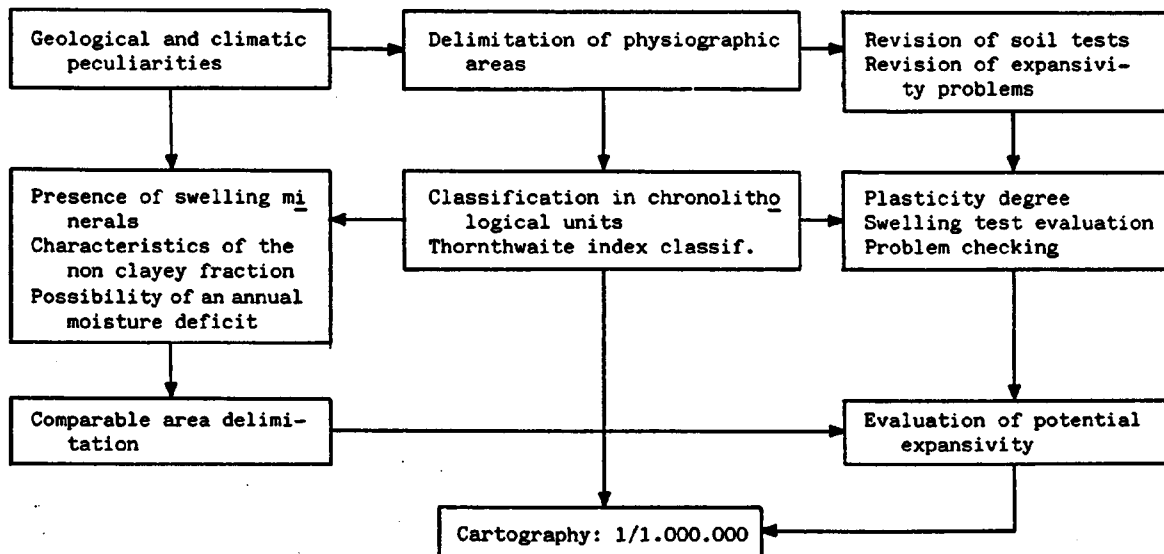 Geological and climatic
peculiarities
Delimitation of physiographic
areas
Revision of soil tests
Revision of expansivi-
ty problems
Presence of swelling mi
nerals
Characteristics of the
non clayey fraction
Possibility of an annual
moisture deficit
Classification in chronolitho
logical units
Thornthwaite index classif.
Plasticity degree
Swelling test evaluation
Problem checking
Comparable area delimi-
tation
Evaluation of potential
expansivity
Cartography: 1/1.000.000